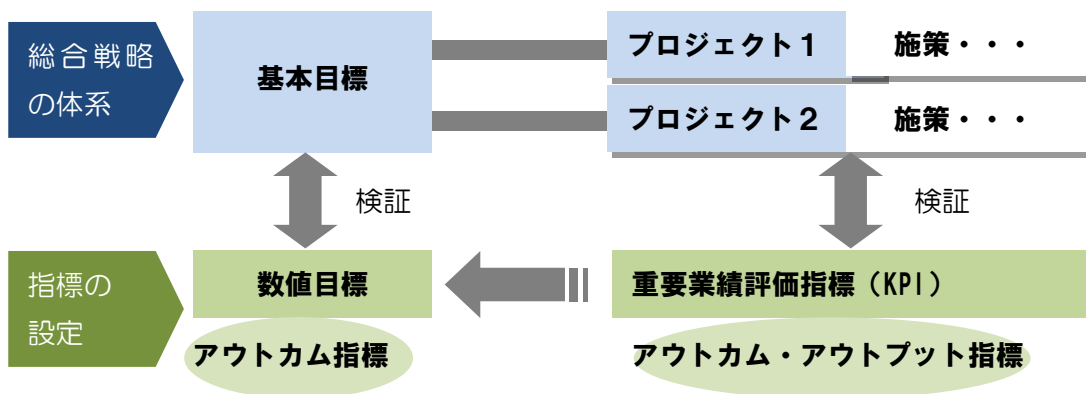 総合戦略
の体系
基本目標
プロジェクト１
施策・・・
プロジェクト２
施策・・・
検証
検証
指標の
設定
数値目標
重要業績評価指標（KPI）
アウトカム指標
アウトカム・アウトプット指標